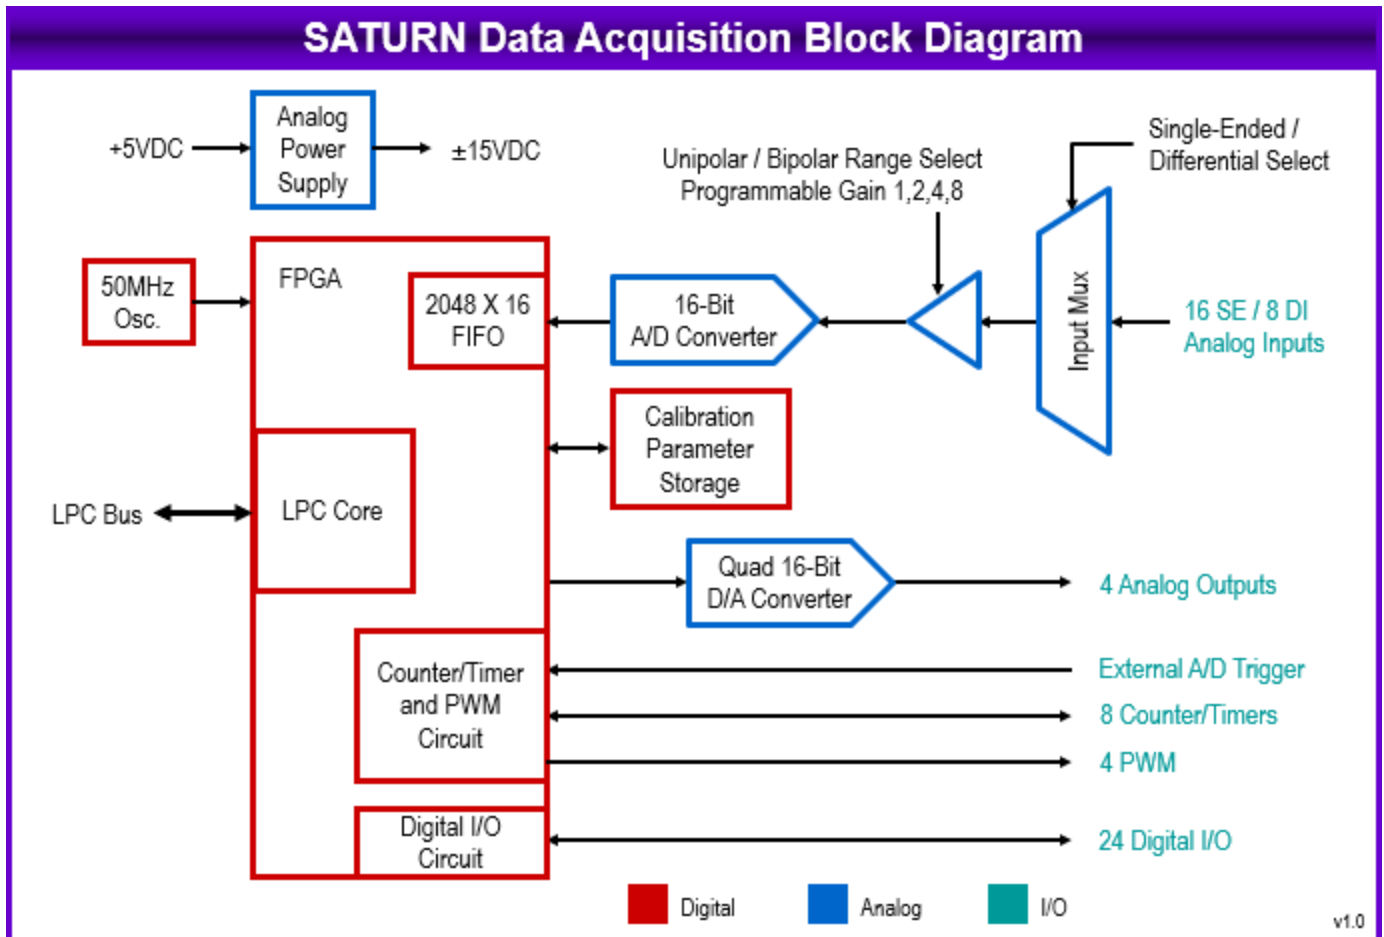 SATURN Data Acquisition Block Diagram
+5VDC
Analog
Power
Supply
±15VDC
Single-Ended /
Differential Select
Unipolar / Bipolar Range Select
Programmable Gain 1,2,4,8
50MHz
Osc.
FPGA
2048 X 16
FIFO
16-Bit
A/D Converter
Input Mux
16 SE / 8 DI
Analog Inputs
Calibration
Parameter
Storage
LPC Bus
LPC Core
Quad 16-Bit
D/A Converter
4 Analog Outputs
Counter/Timer
and PWM
Circuit
External A/D Trigger
8 Counter/Timers
4 PWM
Digital I/O
Circuit
24 Digital I/O
Digital
Analog
I/O
v1.0